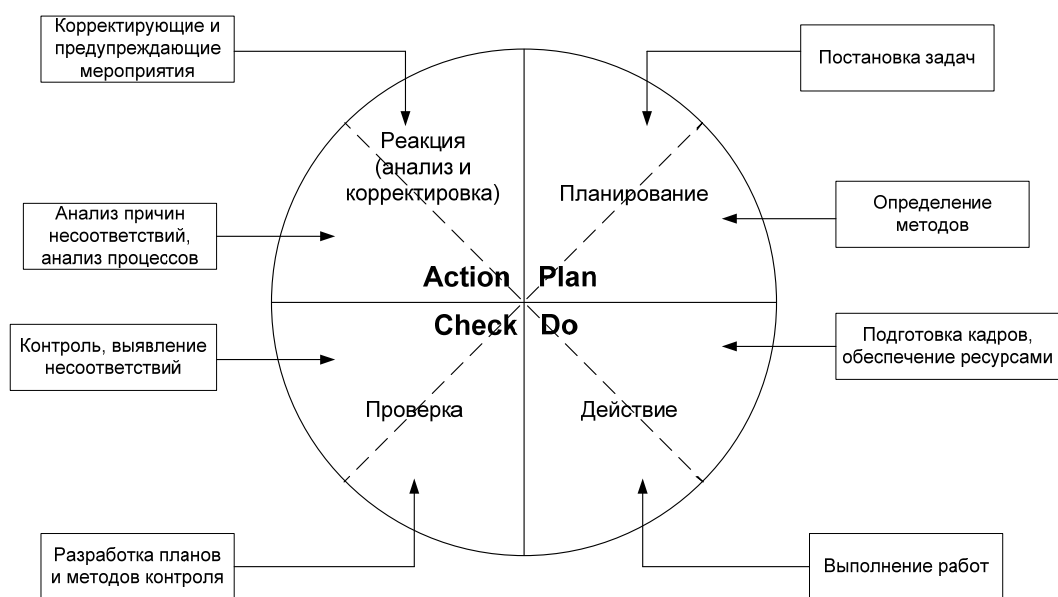 Корректирующие и
предупреждающие
мероприятия
Постановка задач
Реакция
(анализ и
корректировка)
Планирование
Анализ причин
несоответствий,
анализ процессов
Определение
методов
Action
Plan
Check
Do
Контроль, выявление
несоответствий
Подготовка кадров,
обеспечение ресурсами
Проверка
Действие
Разработка планов
и методов контроля
Выполнение работ